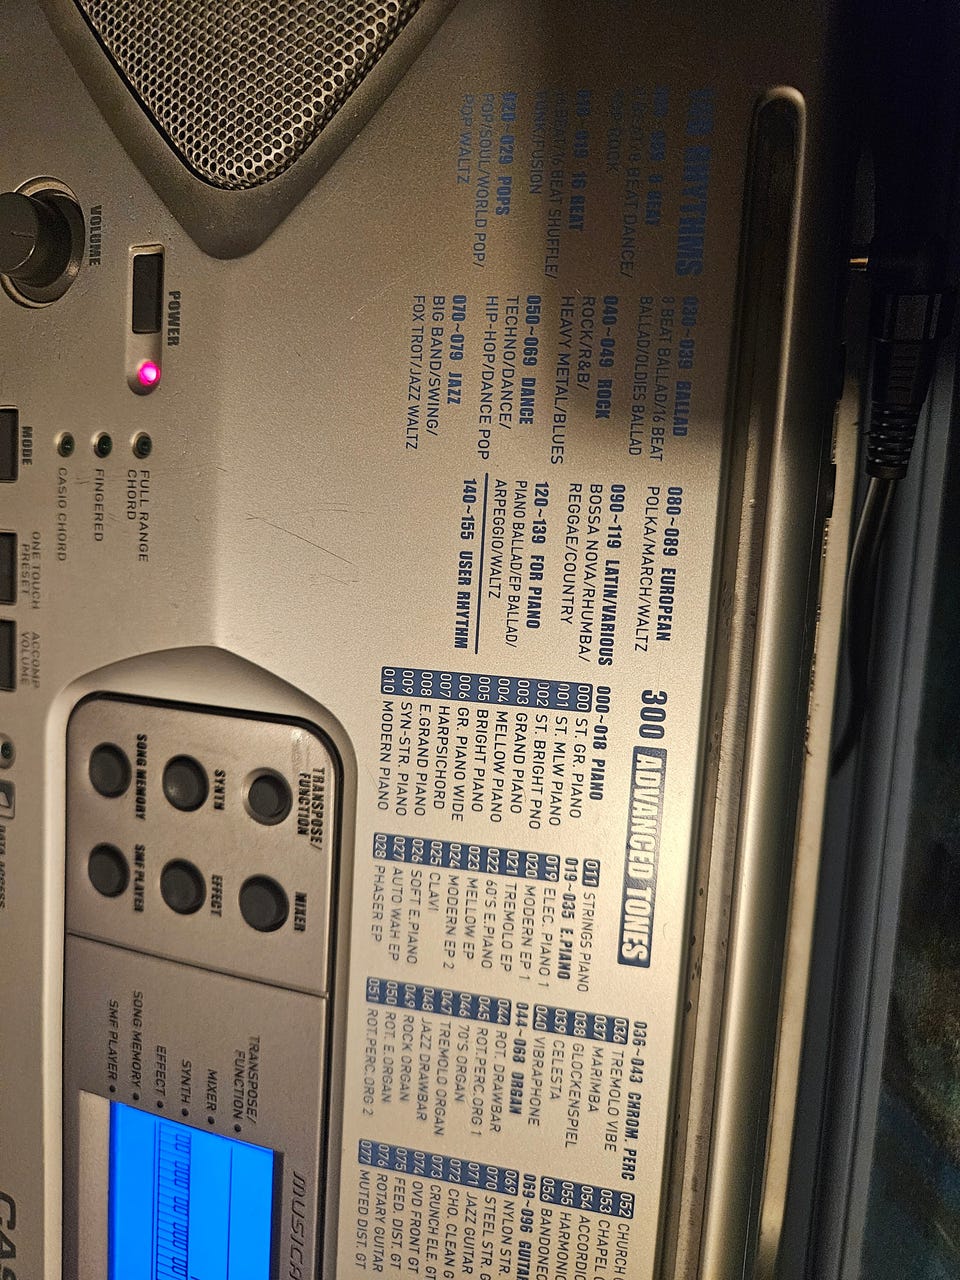 RHYTHMS
8 BEAT
8 BEAT DANCE/
16 BEAT
16 BEAT SHUFFLE/
FUNK/FUSION
020~029 POPS
POP/SOUL/WORLD POP/
POP WALTZ
030~039 BALLAD
8 BEAT BALLAD/16 BEAT
BALLAD/OLDIES BALLAD
040~049 ROCK
ROCK/R&B/
HEAVY METAL/BLUES
050~069 DANCE
TECHNO/DANCE/
HIP-HOP/DANCE POP
070~079 JAZZ
BIG BAND/SWING/
FOX TROT/JAZZ WALTZ
080~089 EUROPEAN
POLKA/MARCH/WALTZ
090~119 LATIN/VARIOUS
BOSSA NOVA/RHUMBA/
REGGAE/COUNTRY
120~139 FOR PIANO
PIANO BALLAD/EP BALLAD/
ARPEGGIO/WALTZ
140~155 USER RHYTHM
300 ADVANCED TONES
000~018 PIANO
000 ST. GR. PIANO
001 ST. MLW PIANO
002 ST. BRIGHT PNO
003 GRAND PIANO
004 MELLOW PIANO
005 BRIGHT PIANO
006 GR. PIANO WIDE
007 HARPSICHORD
008 E.GRAND PIANO
009 SYN-STR. PIANO
010 MODERN PIANO
011 STRINGS PIANO
019~035 E.PIANO
019 ELEC. PIANO 1
020 MODERN EP 1
021 TREMOLO EP
022 60'S E.PIANO
023 MELLOW EP
024 MODERN EP 2
025 CLAVI
026 SOFT E.PIANO
027 AUTO WAH EP
028 PHASER EP
036~043 CHROM. PERC
036 TREMOLO VIBE
037 MARIMBA
038 GLOCKENSPIEL
039 CELESTA
040 VIBRAPHONE
044~068 ORGAN
044 ROT. DRAWBAR
045 ROT.PERC.ORG 1
046 70'S ORGAN
047 TREMOLO ORGAN
048 JAZZ DRAWBAR
049 ROCK ORGAN
050 ROT. E.ORGAN
051 ROT.PERC.ORG 2
052 CHURCH
053 CHAPEL
054
055
056
069~096 GUITAR
069 NYLON STR.
070 STEEL STR.
071 JAZZ GUITAR
072 CHO. CLEAN
073 CRUNCH ELE. GT
074 OVD FRONT GT
075 FEED. DIST. GT
076 ROTARY GUITAR
077 MUTED DIST. GT
VOLUME
POWER
FULL RANGE
CHORD
FINGERED
CASIO CHORD
MODE
ONE TOUCH
PRESET
ACCOMP
VOLUME
TRANSPOSE/
FUNCTION
MIXER
SYNTH
EFFECT
SONG MEMORY
SMF PLAYER
TRANSPOSE/
FUNCTION
MIXER
SYNTH
EFFECT
SONG MEMORY
SMF PLAYER